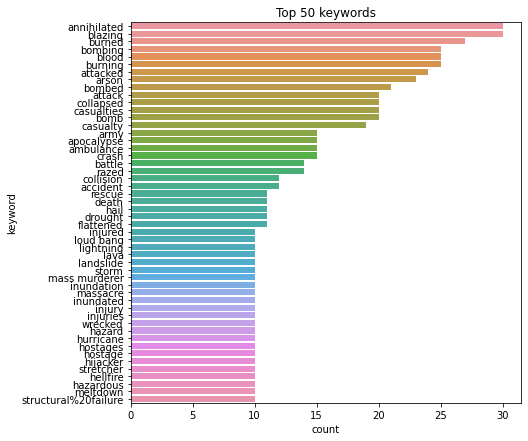 Top 50 keywords
keyword
annihilated
blazing
burned
bombing
blood
burning
attacked
arson
bombed
attack
collapsed
casualties
bomb
casualty
army
apocalypse
ambulance
crash
battle
razed
collision
accident
rescue
death
hail
drought
flattened
injured
loud bang
lightning
lava
landslide
storm
mass murderer
inundation
massacre
inundated
injury
injuries
wrecked
hazard
hurricane
hostages
hostage
hijacker
stretcher
hellfire
hazardous
meltdown
structural%20failure
0 5 10 15 20 25 30
count